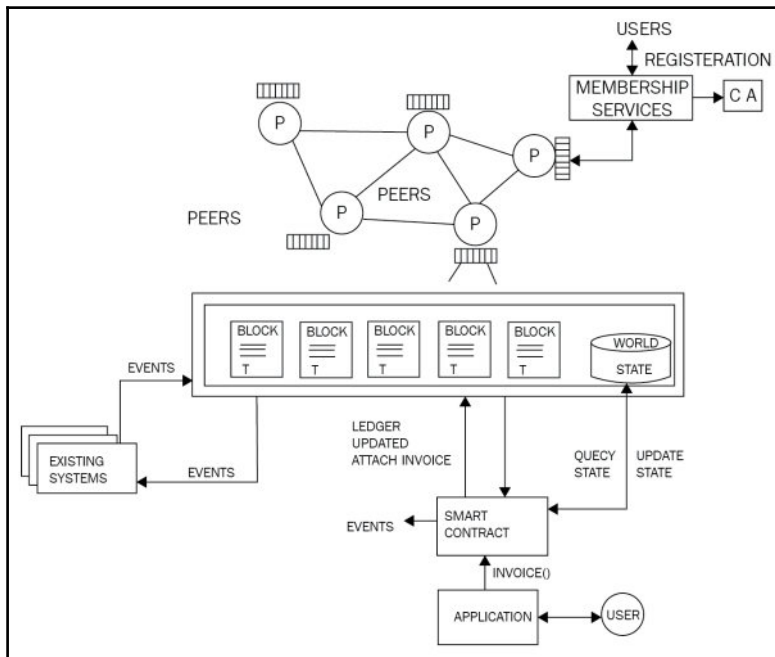 USERS
REGISTERATION
MEMBERSHIP
SERVICES
C A
P
P
P
PEERS
PEERS
P
P
BLOCK
T
BLOCK
T
BLOCK
T
BLOCK
T
BLOCK
T
WORLD
STATE
EVENTS
EVENTS
EXISTING
SYSTEMS
LEDGER
UPDATED
ATTACH INVOICE
QUECY
STATE
UPDATE
STATE
EVENTS
SMART
CONTRACT
INVOICE()
APPLICATION
USER